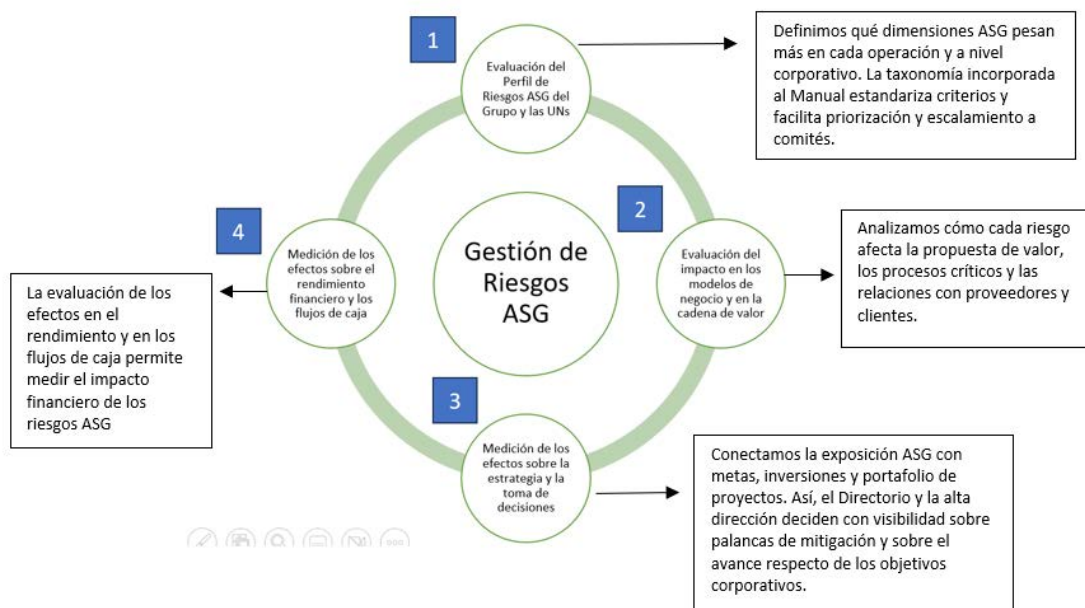 1
Evaluación del
Perfil de
Riesgos ASG del
Grupo y las UNs
Definimos qué dimensiones ASG pesan
más en cada operación y a nivel
corporativo. La taxonomía incorporada
al Manual estandariza criterios y
facilita priorización y escalamiento a
comités.
2
Evaluación del
impacto en los
modelos de
negocio y en la
cadena de valor
Analizamos cómo cada riesgo
afecta la propuesta de valor,
los procesos críticos y las
relaciones con proveedores y
clientes.
Gestión de
Riesgos
ASG
4
Medición de los
efectos sobre el
rendimiento
financiero y los
flujos de caja
La evaluación de los
efectos en el
rendimiento y en los
flujos de caja permite
medir el impacto
financiero de los
riesgos ASG
3
Medición de los
efectos sobre la
estrategia y la
toma de
decisiones
Conectamos la exposición ASG con
metas, inversiones y portafolio de
proyectos. Así, el Directorio y la alta
dirección deciden con visibilidad sobre
palancas de mitigación y sobre el
avance respecto de los objetivos
corporativos.